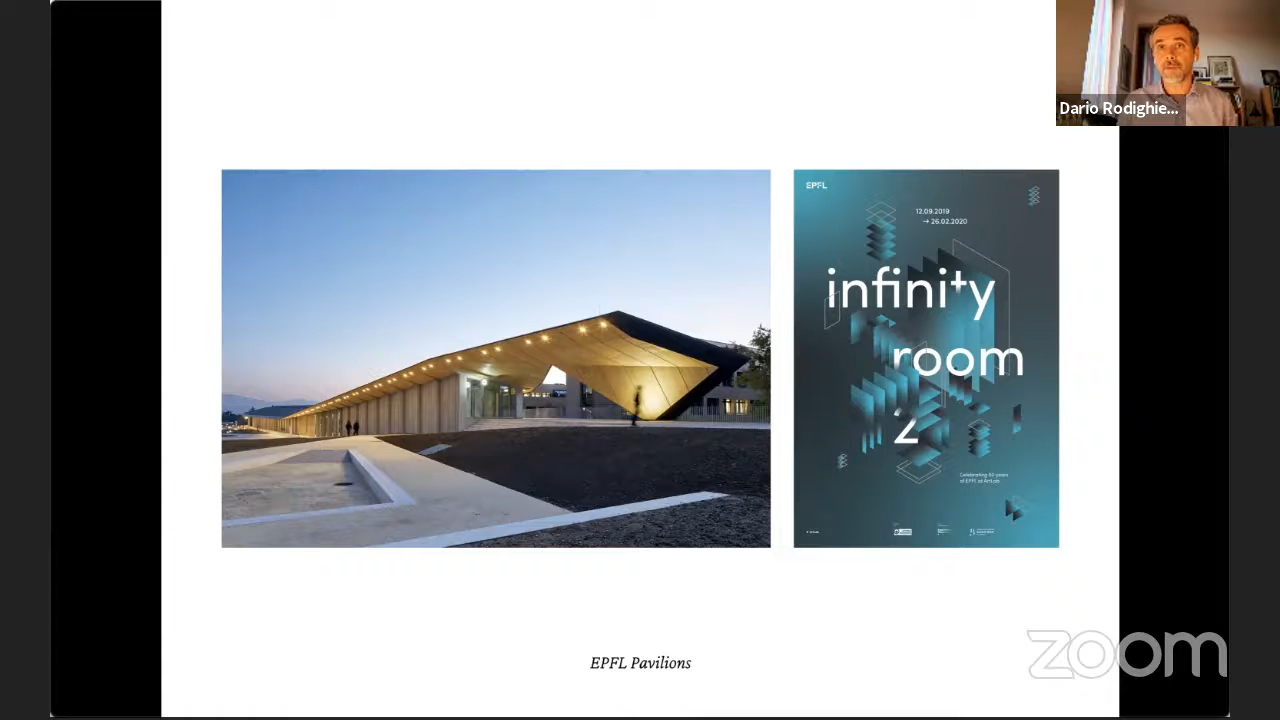 Dario Rodighie...
EPFL
12.09.2019
→ 26.02.2020
infinity
room
2
Celebrating 50 years
of EPFL at ArtLab
EPFL Pavilions
zoom